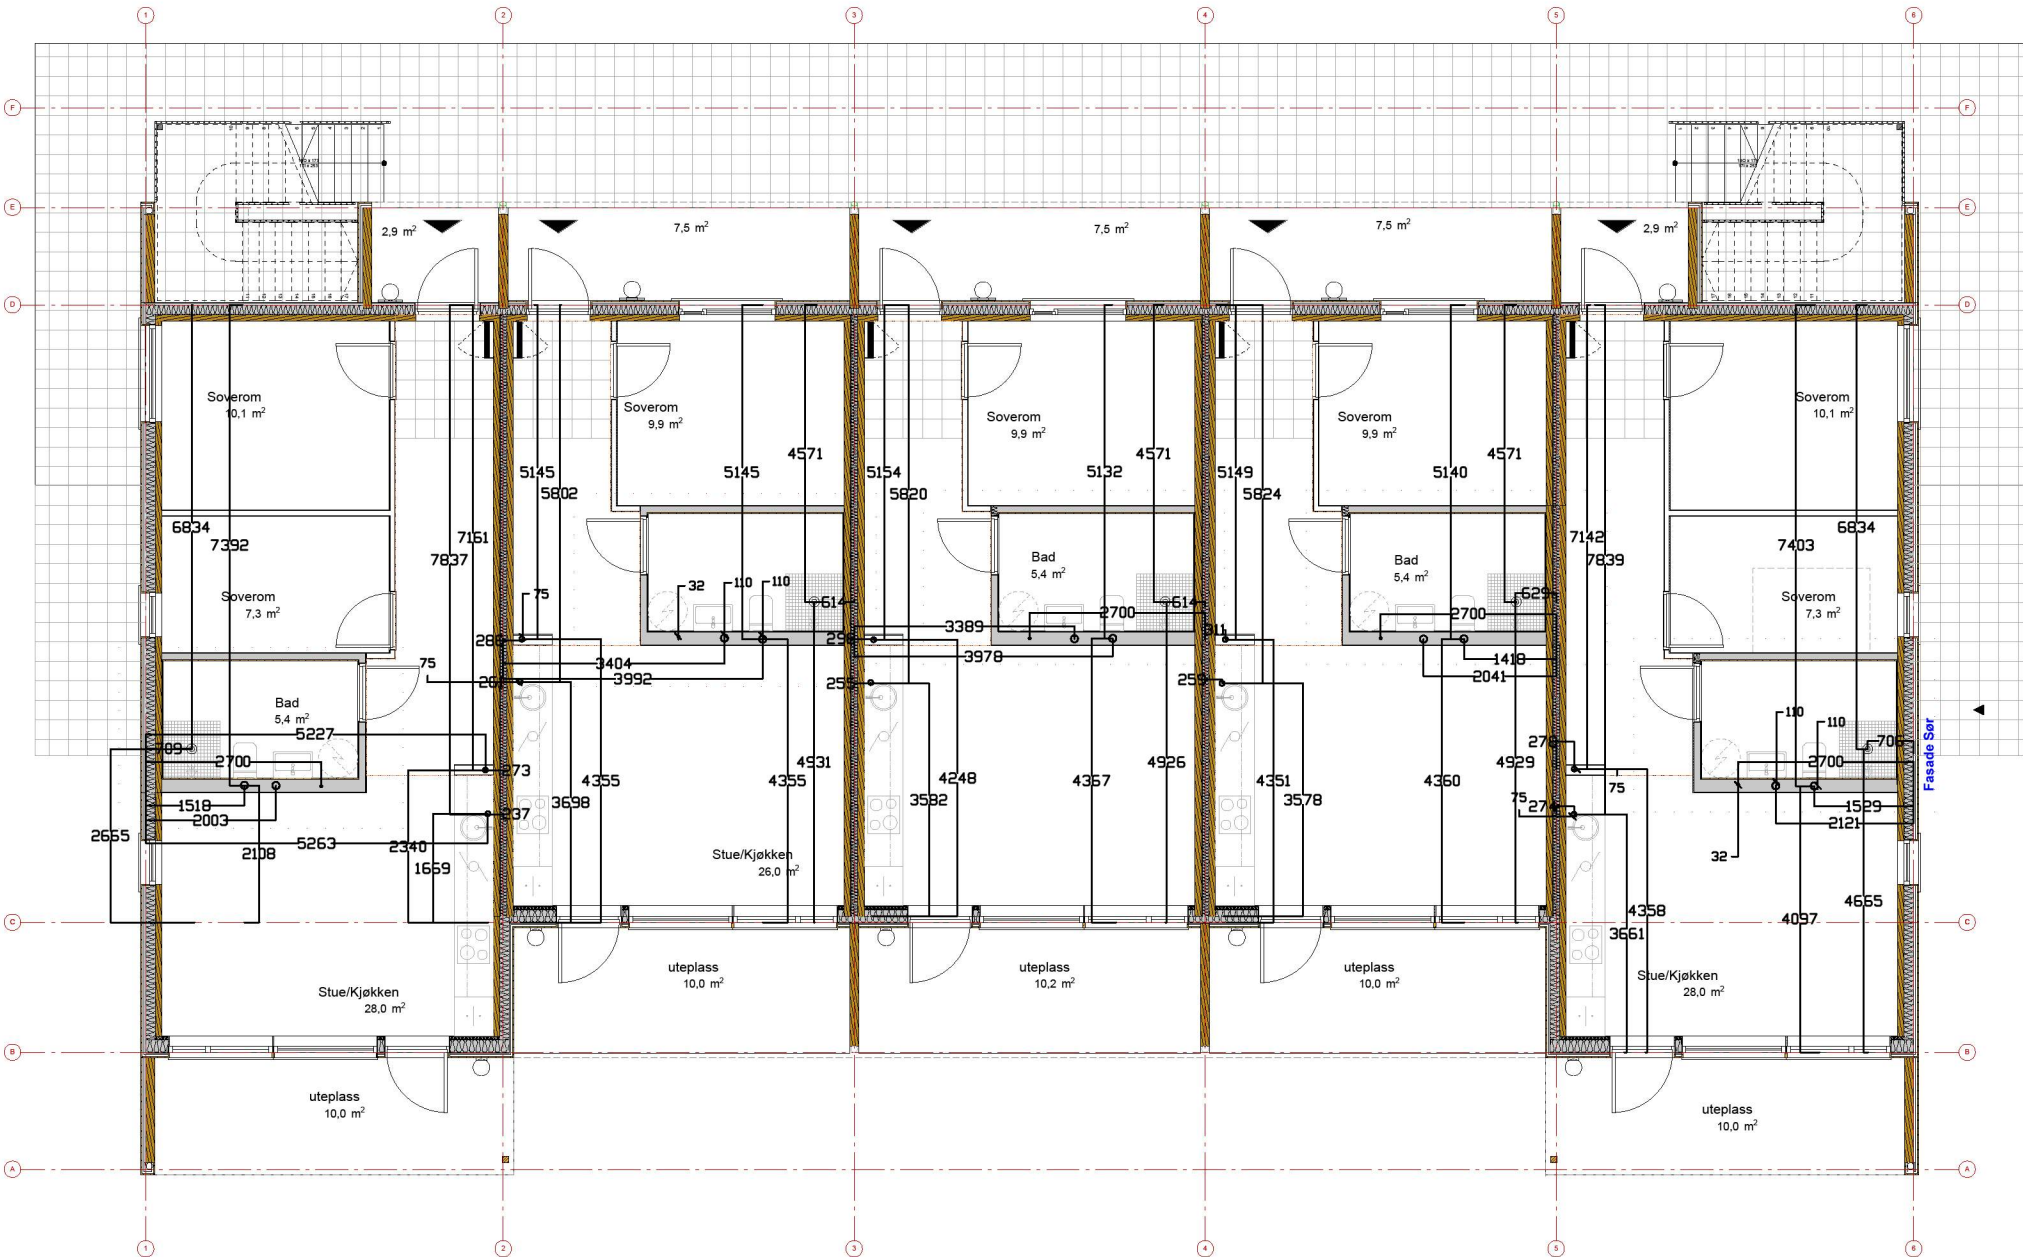 1 2 3 4 5 6
F F
E E
2,9 m²
7,5 m²
7,5 m²
7,5 m²
2,9 m²
D D
Soverom
10,1 m²
Soverom
9,9 m²
Soverom
9,9 m²
Soverom
9,9 m²
Soverom
10,1 m²
4571
4571
4571
5145
5802
5145
5154
5820
5132
5149
5824
5140
6834
7392
7161
7837
7142
7839
7403
6834
Soverom
7,3 m²
Bad
5,4 m²
Bad
5,4 m²
Soverom
7,3 m²
75
32
110
110
614
3389
2700
614
2700
629
311
3404
3992
3978
1418
2041
75
Bad
5,4 m²
5227
709
2700
273
237
1518
2003
5263
2665
2108
2340
1659
4355
3698
4355
4931
4248
3582
4367
4926
4351
3578
4360
4929
255
259
75
75
110
110
706
2700
1529
2121
32
Fasade Sør
Stue/Kjøkken
26,0 m²
4358
3661
4097
4665
C C
uteplass
10,0 m²
uteplass
10,2 m²
uteplass
10,0 m²
Stue/Kjøkken
28,0 m²
Stue/Kjøkken
28,0 m²
B B
uteplass
10,0 m²
uteplass
10,0 m²
A A
1 2 3 4 5 6